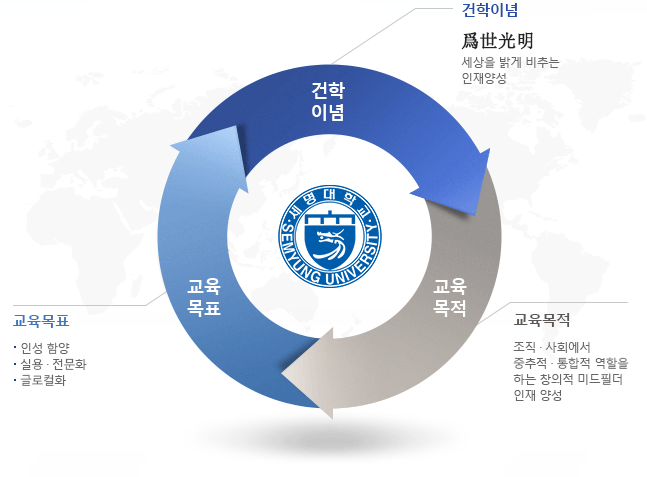 건학이념
爲世光明
세상을 밝게 비추는
인재양성
건학
이념
세명대학교
SEMYUNG UNIVERSITY
교육
목표
교육
목적
교육목표
· 인성 함양
· 실용 · 전문화
· 글로컬화
교육목적
조직 · 사회에서
중추적 · 통합적 역할을
하는 창의적 미드필더
인재 양성